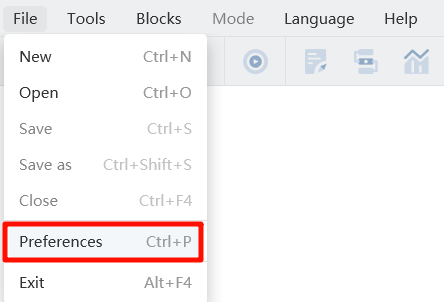 File Tools Blocks Mode Language Help
New Ctrl+N
Open Ctrl+O
Save Ctrl+S
Save as Ctrl+Shift+S
Close Ctrl+F4
Preferences Ctrl+P
Exit Alt+F4